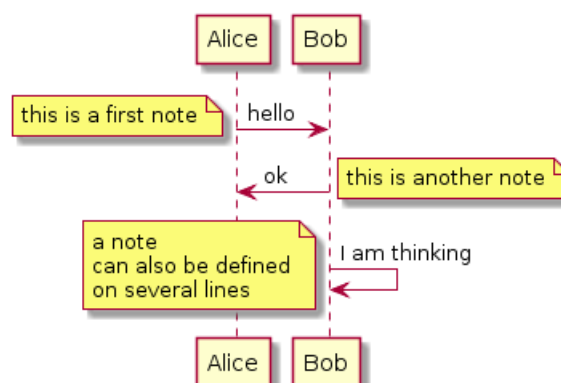 Alice
Bob
this is a first note
hello
ok
this is another note
a note
can also be defined
on several lines
I am thinking
Alice
Bob